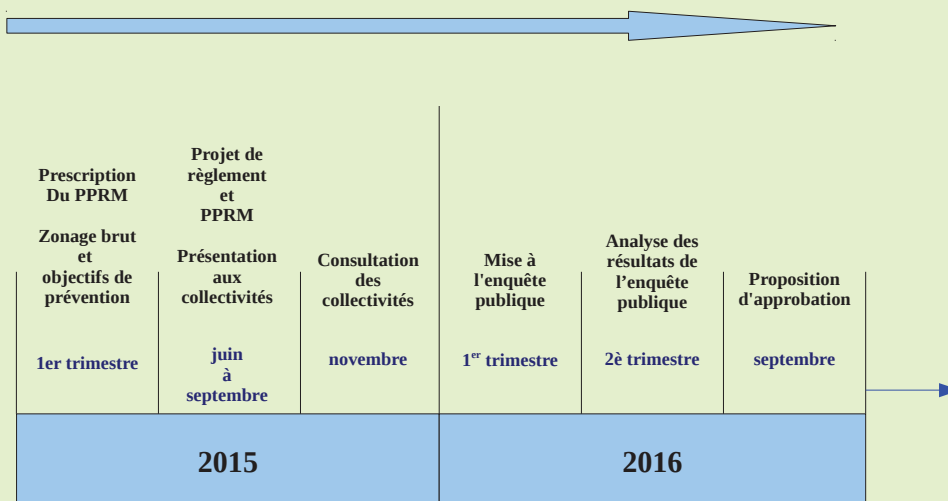 Prescription
Du PPRM
Zonage brut
et
objectifs de
prévention
1er trimestre
Projet de
règlement
et
PPRM
Présentation
aux
collectivités
juin
à
septembre
Consultation
des
collectivités
novembre
Mise à
l'enquête
publique
1er trimestre
Analyse des
résultats de
l’enquête
publique
2è trimestre
Proposition
d'approbation
septembre
2015
2016